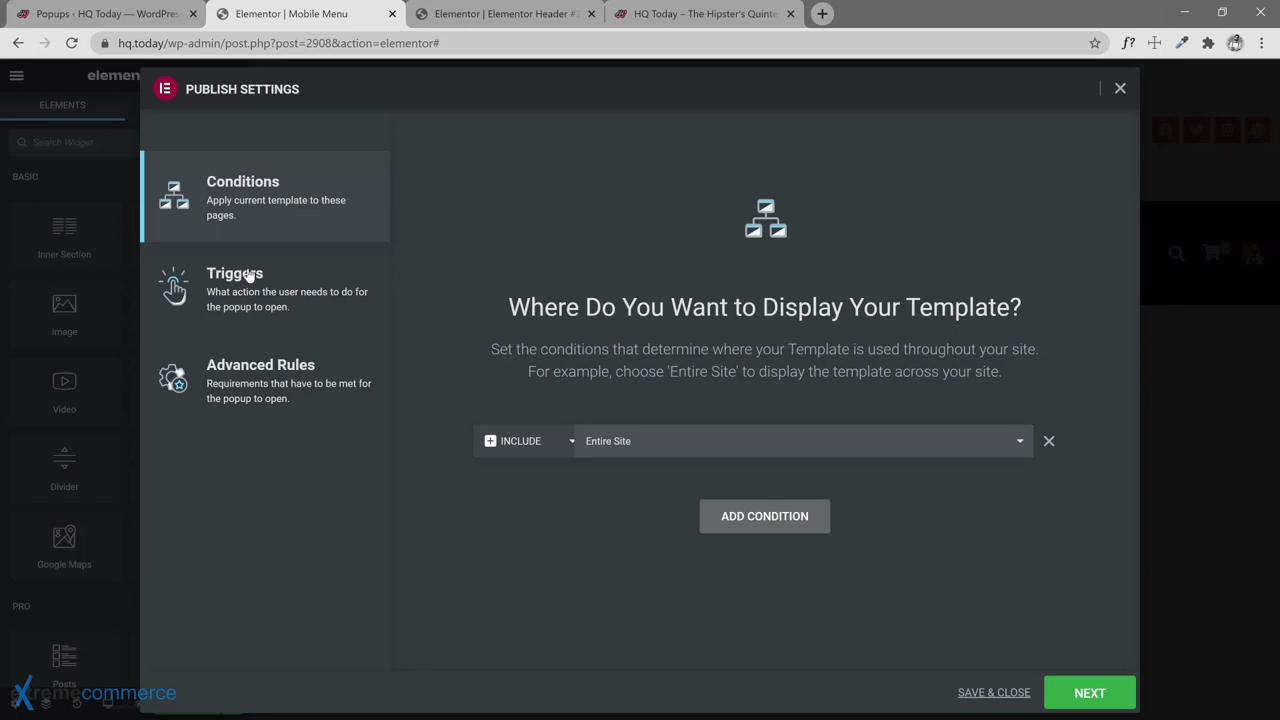 Popups ‹ HQ Today — WordPres
Elementor | Mobile Menu
Elementor | Elementor Header #2
HQ Today – The Hipster's Quinte
hq.today/wp-admin/post.php?post=2908&action=elementor#
f?
elemen
PUBLISH SETTINGS
ELEMENTS
Search Widget...
BASIC
Inner Section
Image
Video
Divider
Google Maps
PRO
Posts
extremecommerce
Conditions
Apply current template to these
pages.
Triggers
What action the user needs to do for
the popup to open.
Advanced Rules
Requirements that have to be met for
the popup to open.
Where Do You Want to Display Your Template?
Set the conditions that determine where your Template is used throughout your site.
For example, choose 'Entire Site' to display the template across your site.
INCLUDE
Entire Site
ADD CONDITION
SAVE & CLOSE
NEXT